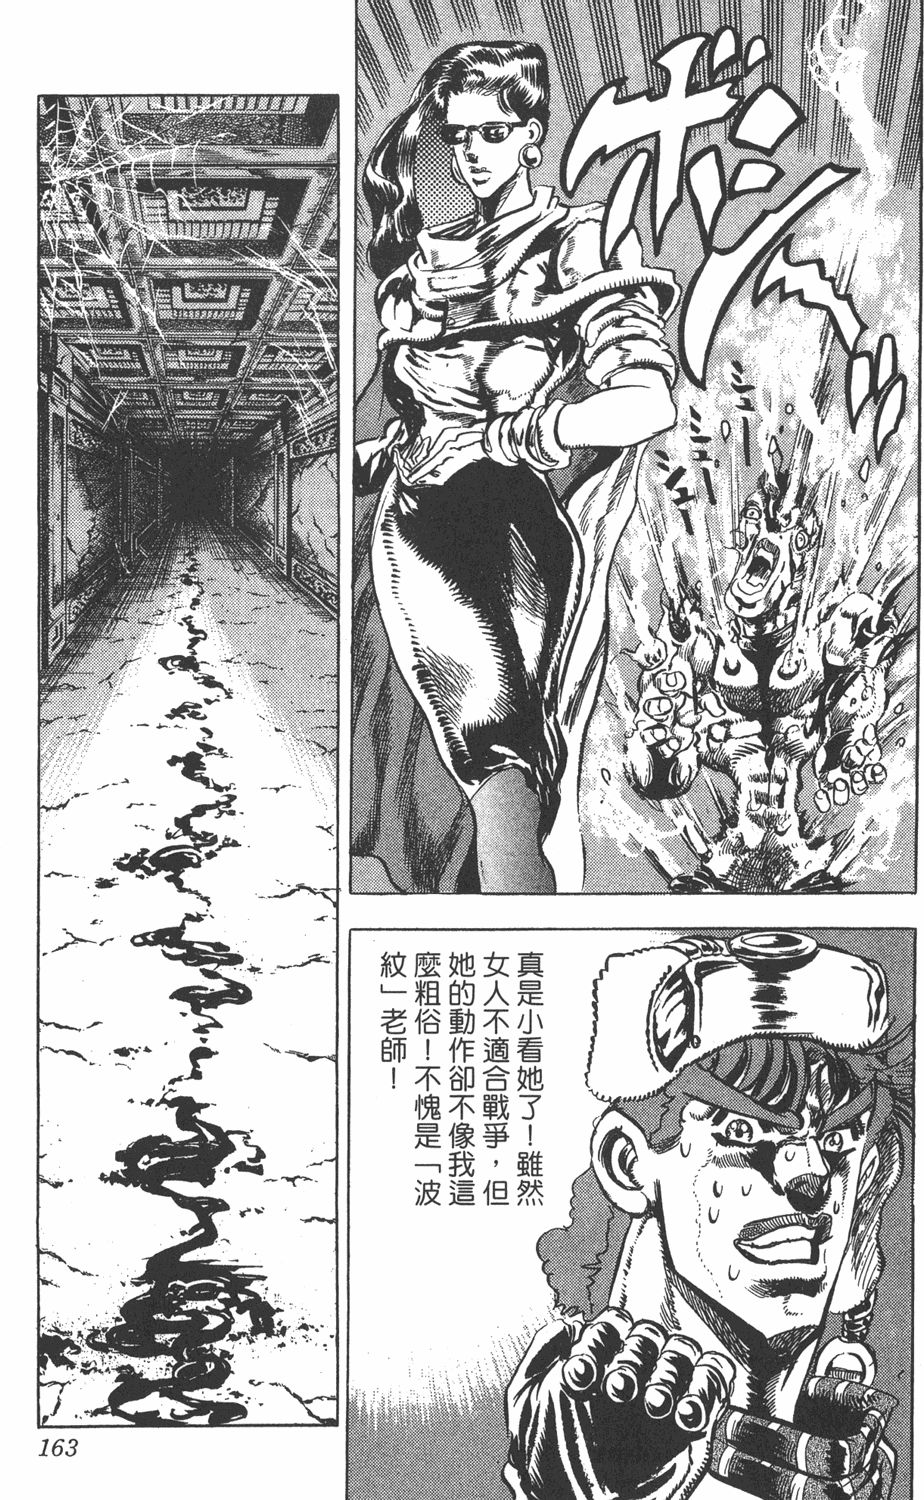 ボシュッ
シュー
シュー
真是小看她了！雖然
女人不適合戰爭，但
她的動作卻不像我這
麼粗俗！不愧是「波
紋」老師！
163